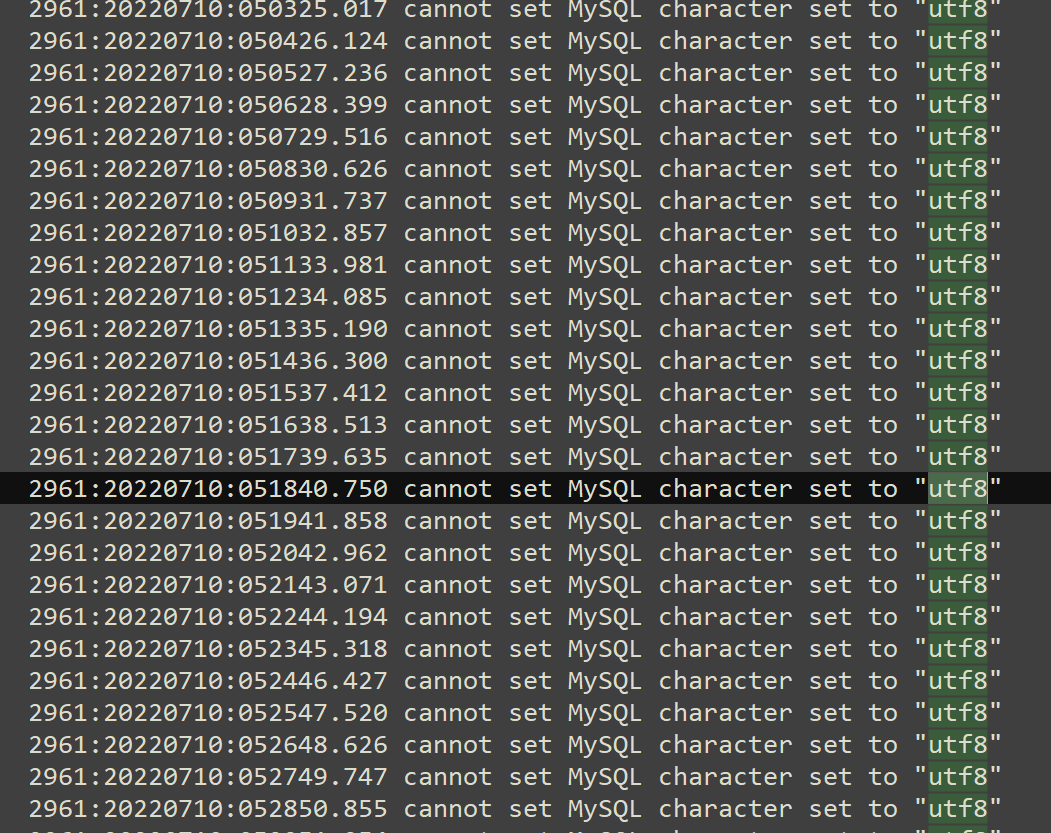 2961:20220710:050325.017 cannot set MySQL character set to "utf8"
2961:20220710:050426.124 cannot set MySQL character set to "utf8"
2961:20220710:050527.236 cannot set MySQL character set to "utf8"
2961:20220710:050628.399 cannot set MySQL character set to "utf8"
2961:20220710:050729.516 cannot set MySQL character set to "utf8"
2961:20220710:050830.626 cannot set MySQL character set to "utf8"
2961:20220710:050931.737 cannot set MySQL character set to "utf8"
2961:20220710:051032.857 cannot set MySQL character set to "utf8"
2961:20220710:051133.981 cannot set MySQL character set to "utf8"
2961:20220710:051234.085 cannot set MySQL character set to "utf8"
2961:20220710:051335.190 cannot set MySQL character set to "utf8"
2961:20220710:051436.300 cannot set MySQL character set to "utf8"
2961:20220710:051537.412 cannot set MySQL character set to "utf8"
2961:20220710:051638.513 cannot set MySQL character set to "utf8"
2961:20220710:051739.635 cannot set MySQL character set to "utf8"
2961:20220710:051840.750 cannot set MySQL character set to "utf8"
2961:20220710:051941.858 cannot set MySQL character set to "utf8"
2961:20220710:052042.962 cannot set MySQL character set to "utf8"
2961:20220710:052143.071 cannot set MySQL character set to "utf8"
2961:20220710:052244.194 cannot set MySQL character set to "utf8"
2961:20220710:052345.318 cannot set MySQL character set to "utf8"
2961:20220710:052446.427 cannot set MySQL character set to "utf8"
2961:20220710:052547.520 cannot set MySQL character set to "utf8"
2961:20220710:052648.626 cannot set MySQL character set to "utf8"
2961:20220710:052749.747 cannot set MySQL character set to "utf8"
2961:20220710:052850.855 cannot set MySQL character set to "utf8"